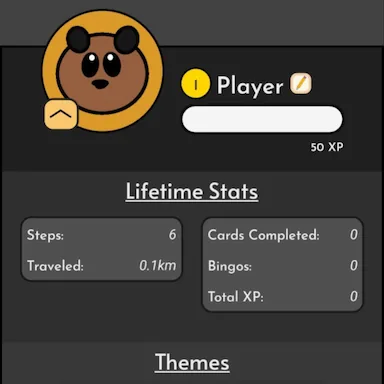 I Player
50 XP
Lifetime Stats
Steps: 6
Traveled: 0.1km
Cards Completed: 0
Bingos: 0
Total XP: 0
Themes